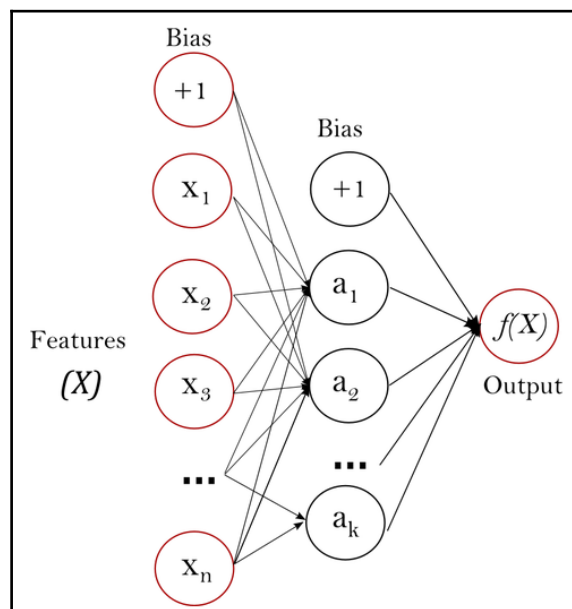 Bias
+1
x₁
x₂
x₃
...
xₙ
Features
(X)
Bias
+1
a₁
a₂
...
aₖ
f(X)
Output